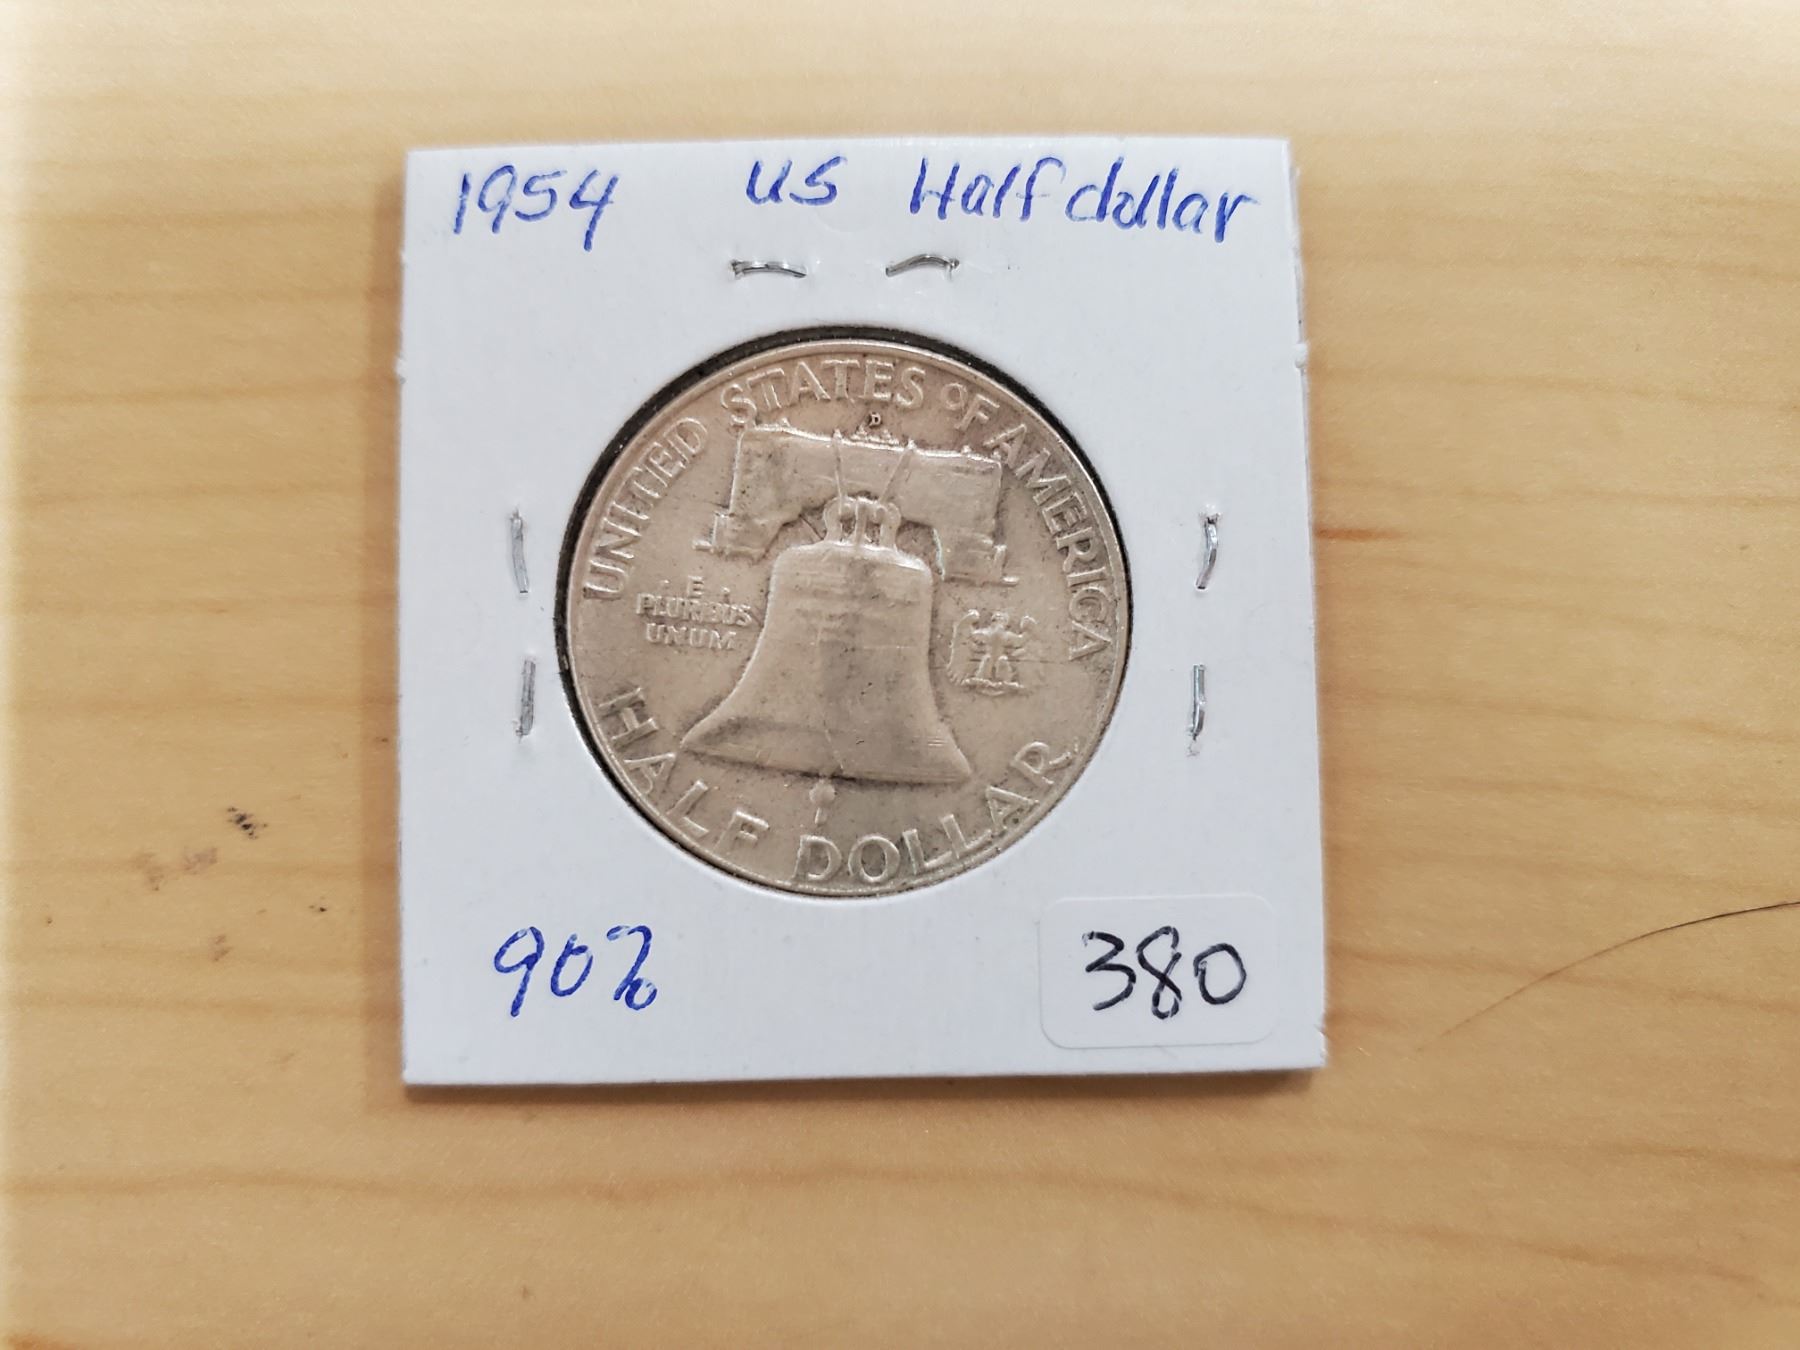 1954 US Half dollar
UNITED STATES OF AMERICA
D
E
PLURIBUS
UNUM
HALF DOLLAR
90%
380